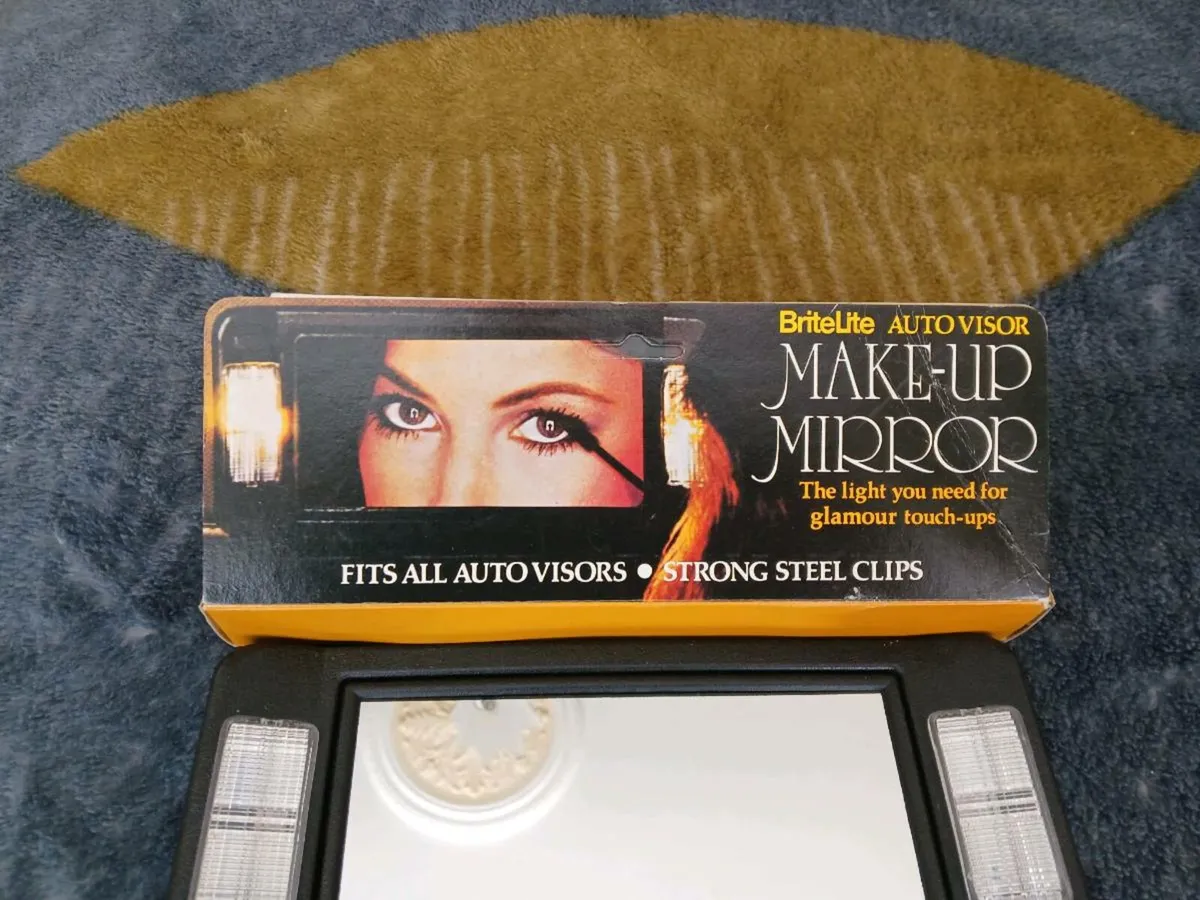 BriteLite AUTO VISOR
MAKE-UP
MIRROR
The light you need for
glamour touch-ups
FITS ALL AUTO VISORS • STRONG STEEL CLIPS